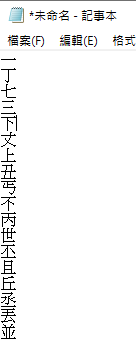 *未命名 - 記事本
檔案(F) 編輯(E) 格式
一
丁
七
三
下
丈
上
丑
丐
不
丙
世
丕
且
丘
丞
丟
並